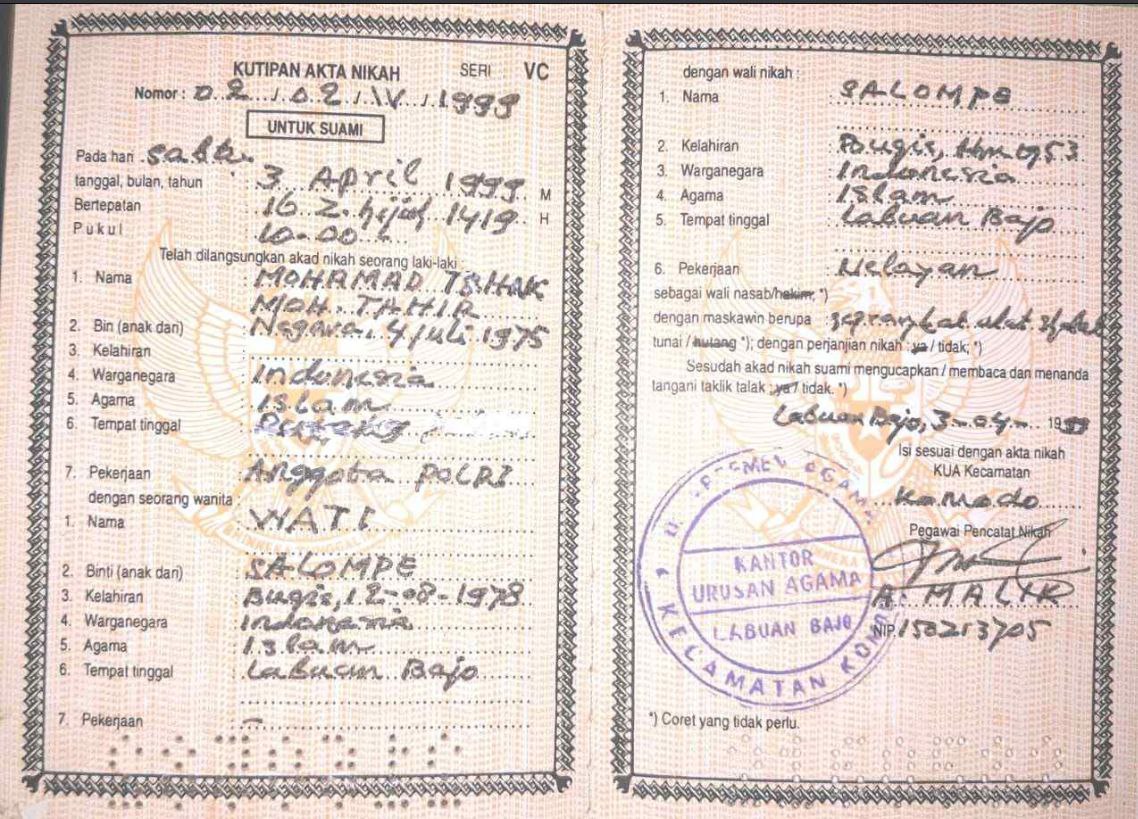 KUTIPAN AKTA NIKAH SERI VC
Nomor : 02 / 02 / IV / 1999
UNTUK SUAMI
Pada hari Sabtu
tanggal, bulan, tahun 3 April 1999 M
Bertepatan 16 Z. hijah 1419 H
Pukul 10-00
Telah dilangsungkan akad nikah seorang laki-laki :
1. Nama : MOHAMAD ISHAK
MOH. TAHIR
2. Bin (anak dari) : Nagara, 4 Juli 1975
3. Kelahiran :
4. Warganegara : Indonesia
5. Agama : Islam
6. Tempat tinggal :
7. Pekerjaan : Anggota POLRI
dengan seorang wanita :
1. Nama : WATI
2. Binti (anak dari) : SALOMPE
3. Kelahiran : Bugis, 12-08-1978
4. Warganegara : Indonesia
5. Agama : Islam
6. Tempat tinggal : Labuan Bajo
7. Pekerjaan : -
dengan wali nikah :
1. Nama : SALOMPE
2. Kelahiran : Bugis, thn 1953
3. Warganegara : Indonesia
4. Agama : Islam
5. Tempat tinggal : Labuan Bajo
6. Pekerjaan : Nelayan
sebagai wali nasab/hakim; *)
dengan maskawin berupa : seprangkat alat
tunai / hutang *); dengan perjanjian nikah : ya / tidak; *)
Sesudah akad nikah suami mengucapkan / membaca dan menanda
tangani taklik talak : ya / tidak. *)
Labuan Bajo, 3-04- 1999
Isi sesuai dengan akta nikah
KUA Kecamatan
Komodo
Pegawai Pencatat Nikah
A. MALIK
NIP. 150213705
KANTOR
URUSAN AGAMA
LABUAN BAJO
KECAMATAN KOMODO
*) Coret yang tidak perlu.